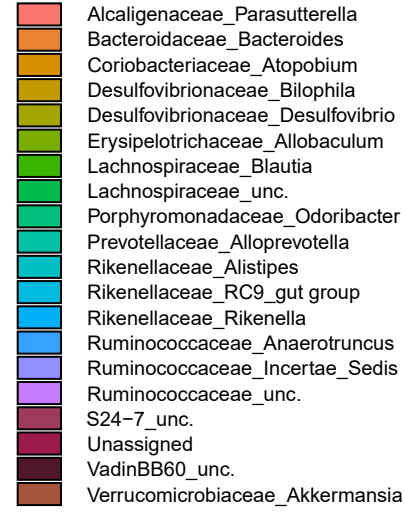 Alcaligenaceae_Parasutterella
Bacteroidaceae_Bacteroides
Coriobacteriaceae_Atopobium
Desulfovibrionaceae_Bilophila
Desulfovibrionaceae_Desulfovibrio
Erysipelotrichaceae_Allobaculum
Lachnospiraceae_Blautia
Lachnospiraceae_unc.
Porphyromonadaceae_Odoribacter
Prevotellaceae_Alloprevotella
Rikenellaceae_Alistipes
Rikenellaceae_RC9_gut group
Rikenellaceae_Rikenella
Ruminococcaceae_Anaerotruncus
Ruminococcaceae_Incertae_Sedis
Ruminococcaceae_unc.
S24−7_unc.
Unassigned
VadinBB60_unc.
Verrucomicrobiaceae_Akkermansia